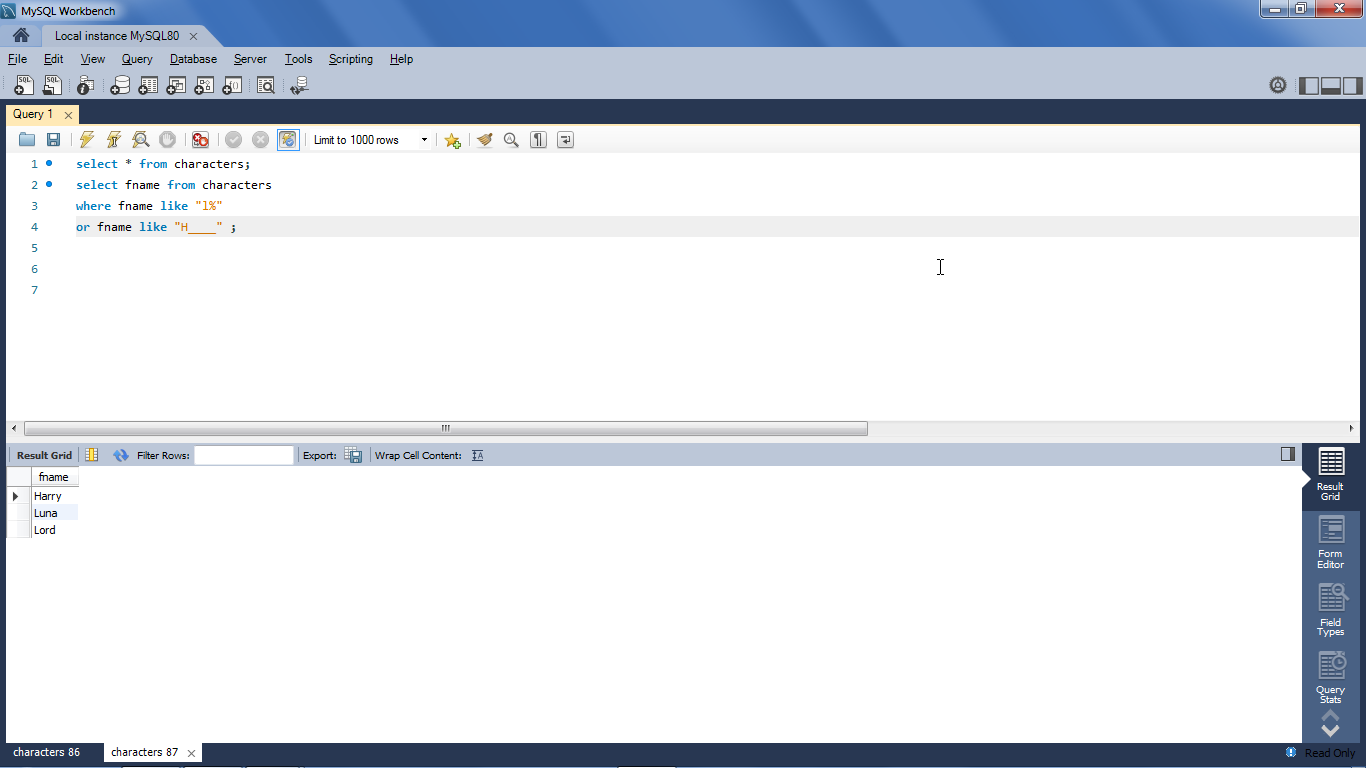 MySQL Workbench
Local instance MySQL80
File Edit View Query Database Server Tools Scripting Help
Query 1
Limit to 1000 rows
1 select * from characters;
2 select fname from characters
3 where fname like "l%"
4 or fname like "H____" ;
5
6
7
Result Grid Filter Rows: Export: Wrap Cell Content:
fname
Harry
Luna
Lord
Result
Grid
Form
Editor
Field
Types
Query
Stats
characters 86 characters 87 Read Only